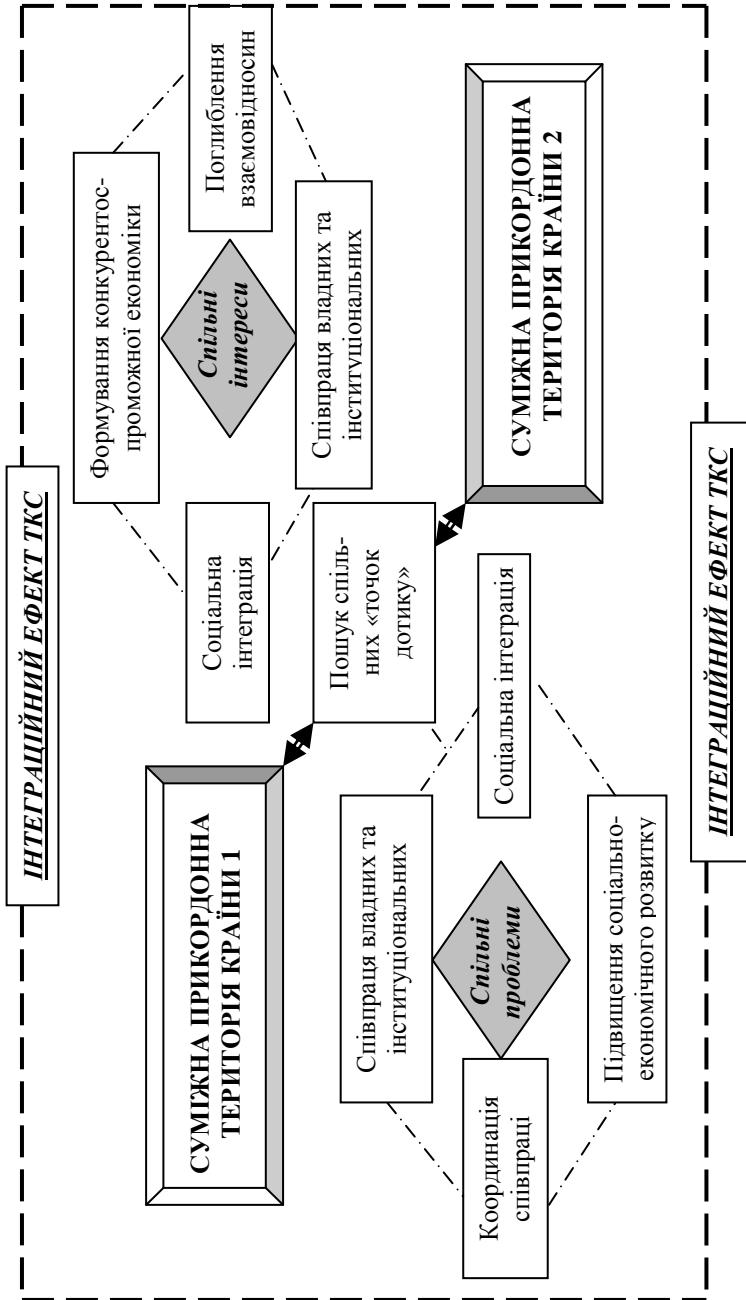 ІНТЕГРАЦІЙНИЙ ЕФЕКТ ТКС
СУМІЖНА ПРИКОРДОННА
ТЕРИТОРІЯ КРАЇНИ 1
Соціальна
інтеграція
Формування конкурентос-
проможної економіки
Спільні
інтереси
Поглиблення
взаємовідносин
Співпраця владних та
інституціональних
Пошук спіль-
них «точок
дотику»
Співпраця владних та
інституціональних
Координація
співпраці
Спільні
проблеми
Соціальна інтеграція
Підвищення соціально-
економічного розвитку
СУМІЖНА ПРИКОРДОННА
ТЕРИТОРІЯ КРАЇНИ 2
ІНТЕГРАЦІЙНИЙ ЕФЕКТ ТКС